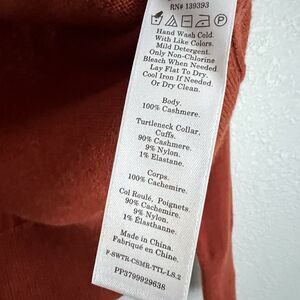 RN# 139393
Hand Wash Cold.
With Like Colors.
Mild Detergent.
Only Non-Chlorine
Bleach When Needed
Lay Flat To Dry.
Cool Iron If Needed
Or Dry Clean.
Body.
100% Cashmere.
Turtleneck Collar,
Cuffs.
90% Cashmere.
9% Nylon.
1% Elastane.
Corps.
100% Cachemire.
Col Roulé, Poignets.
90% Cachemire.
9% Nylon.
1% Élasthanne.
Made in China.
Fabriqué en Chine.
F-SWTR-CSMR-TTL-LS.2
PP3799929638